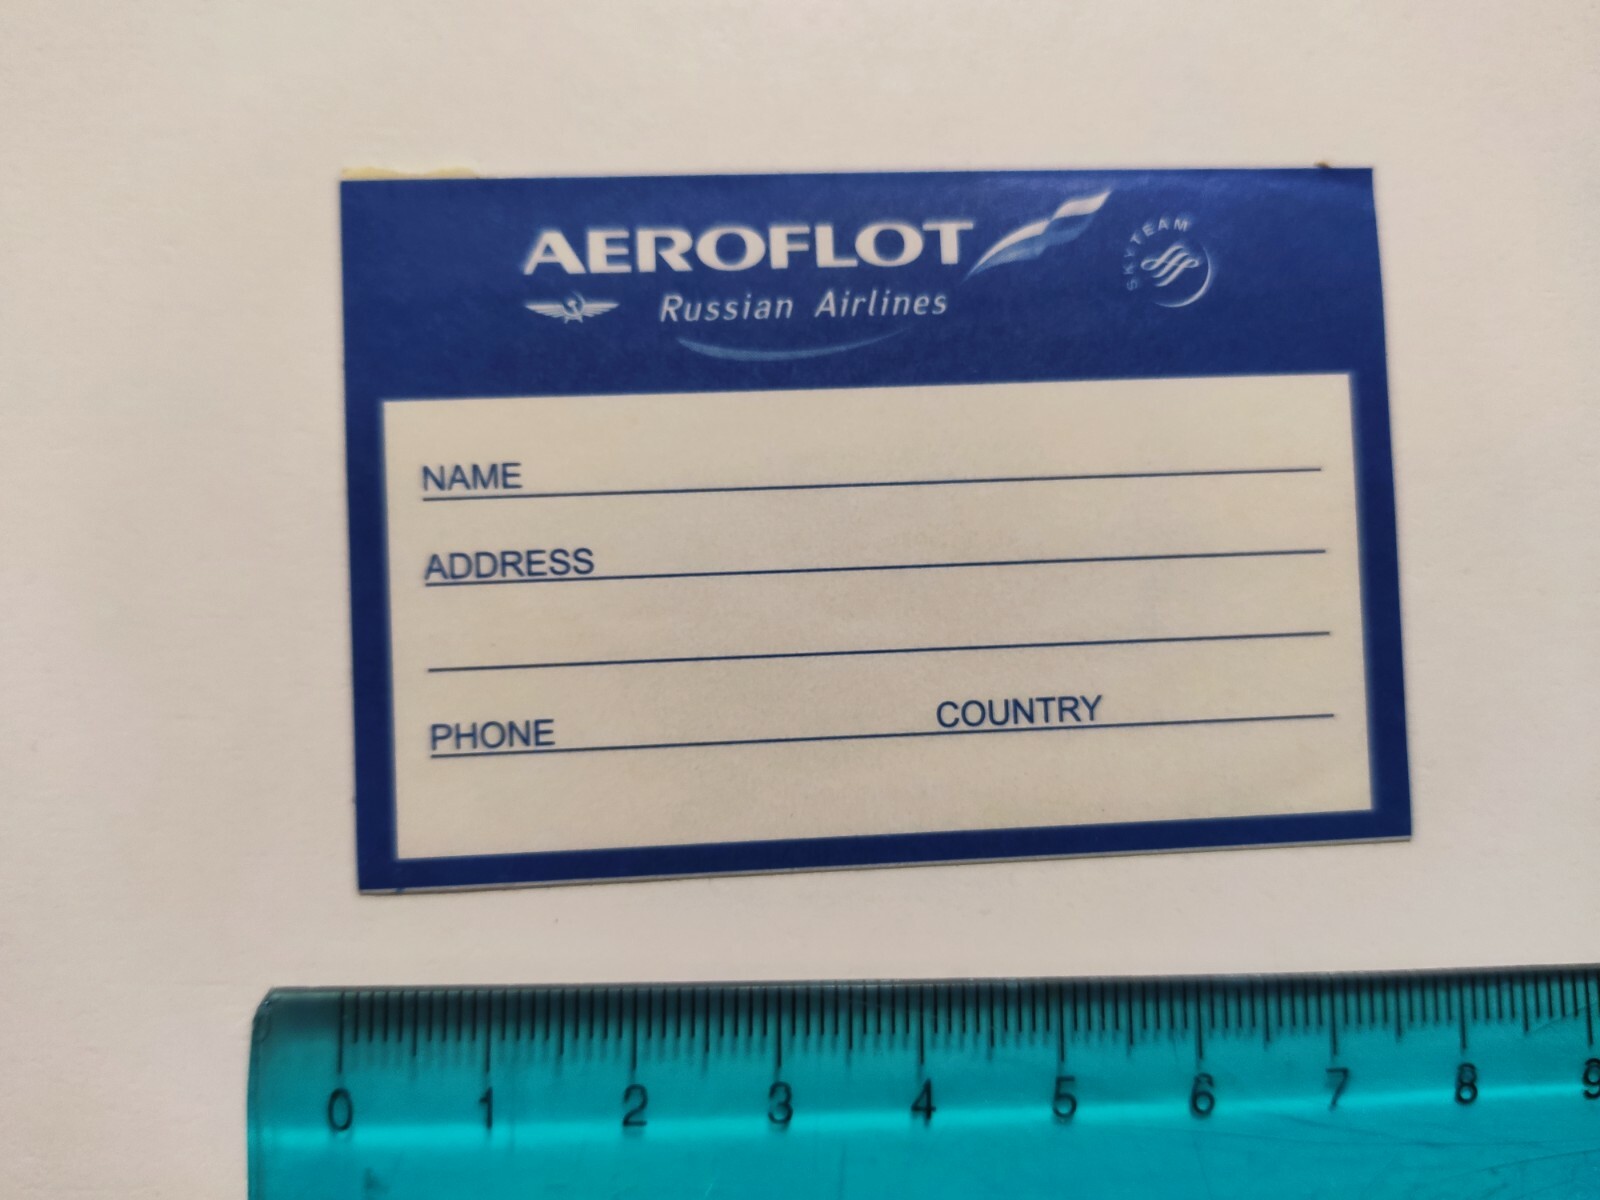 AEROFLOT
SKYTEAM
Russian Airlines
NAME
ADDRESS
PHONE COUNTRY
0 1 2 3 4 5 6 7 8 9